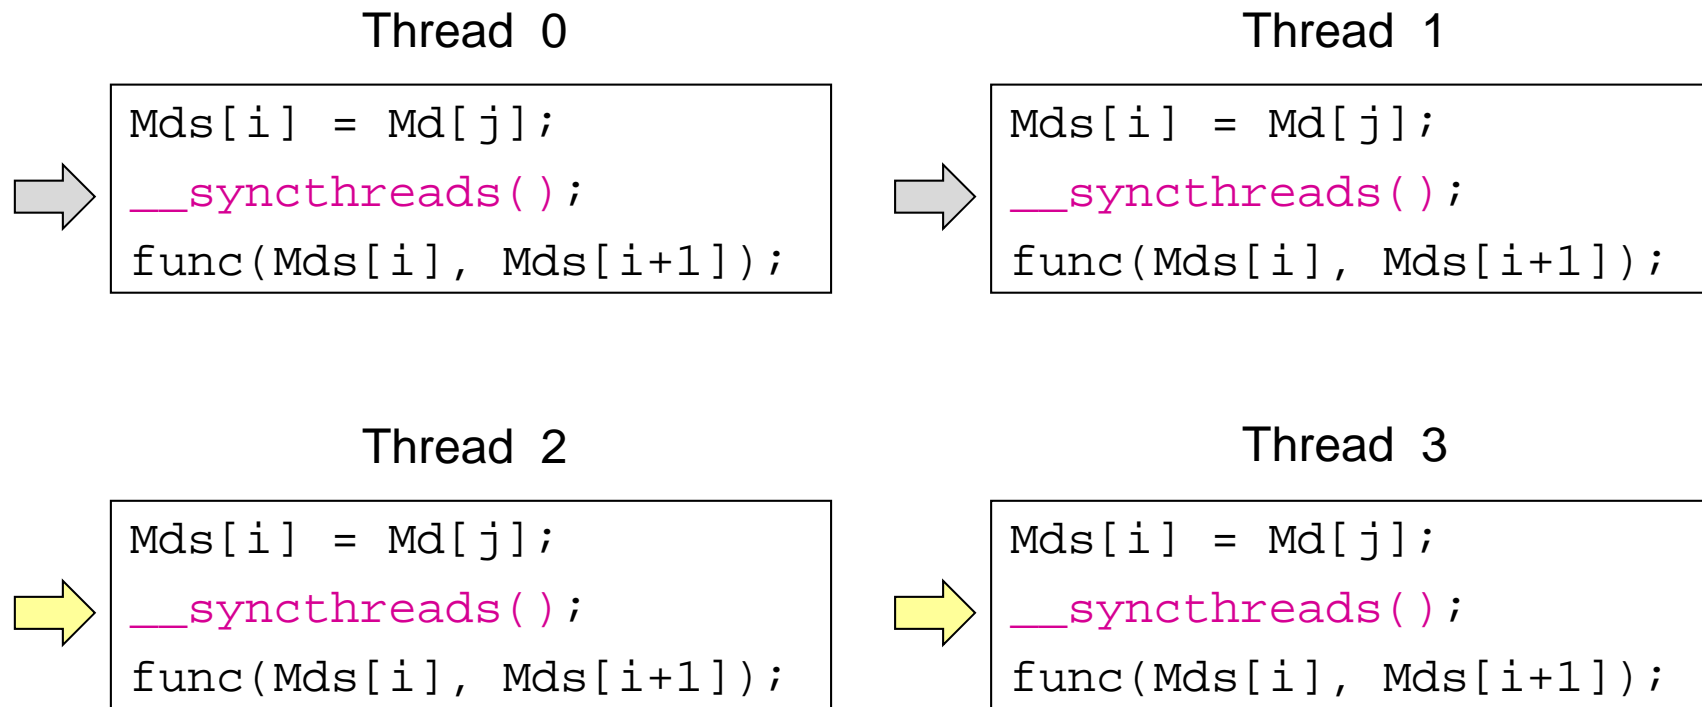 Thread 0
Mds[i] = Md[j];
__syncthreads();
func(Mds[i], Mds[i+1]);
Thread 1
Mds[i] = Md[j];
__syncthreads();
func(Mds[i], Mds[i+1]);
Thread 2
Mds[i] = Md[j];
__syncthreads();
func(Mds[i], Mds[i+1]);
Thread 3
Mds[i] = Md[j];
__syncthreads();
func(Mds[i], Mds[i+1]);